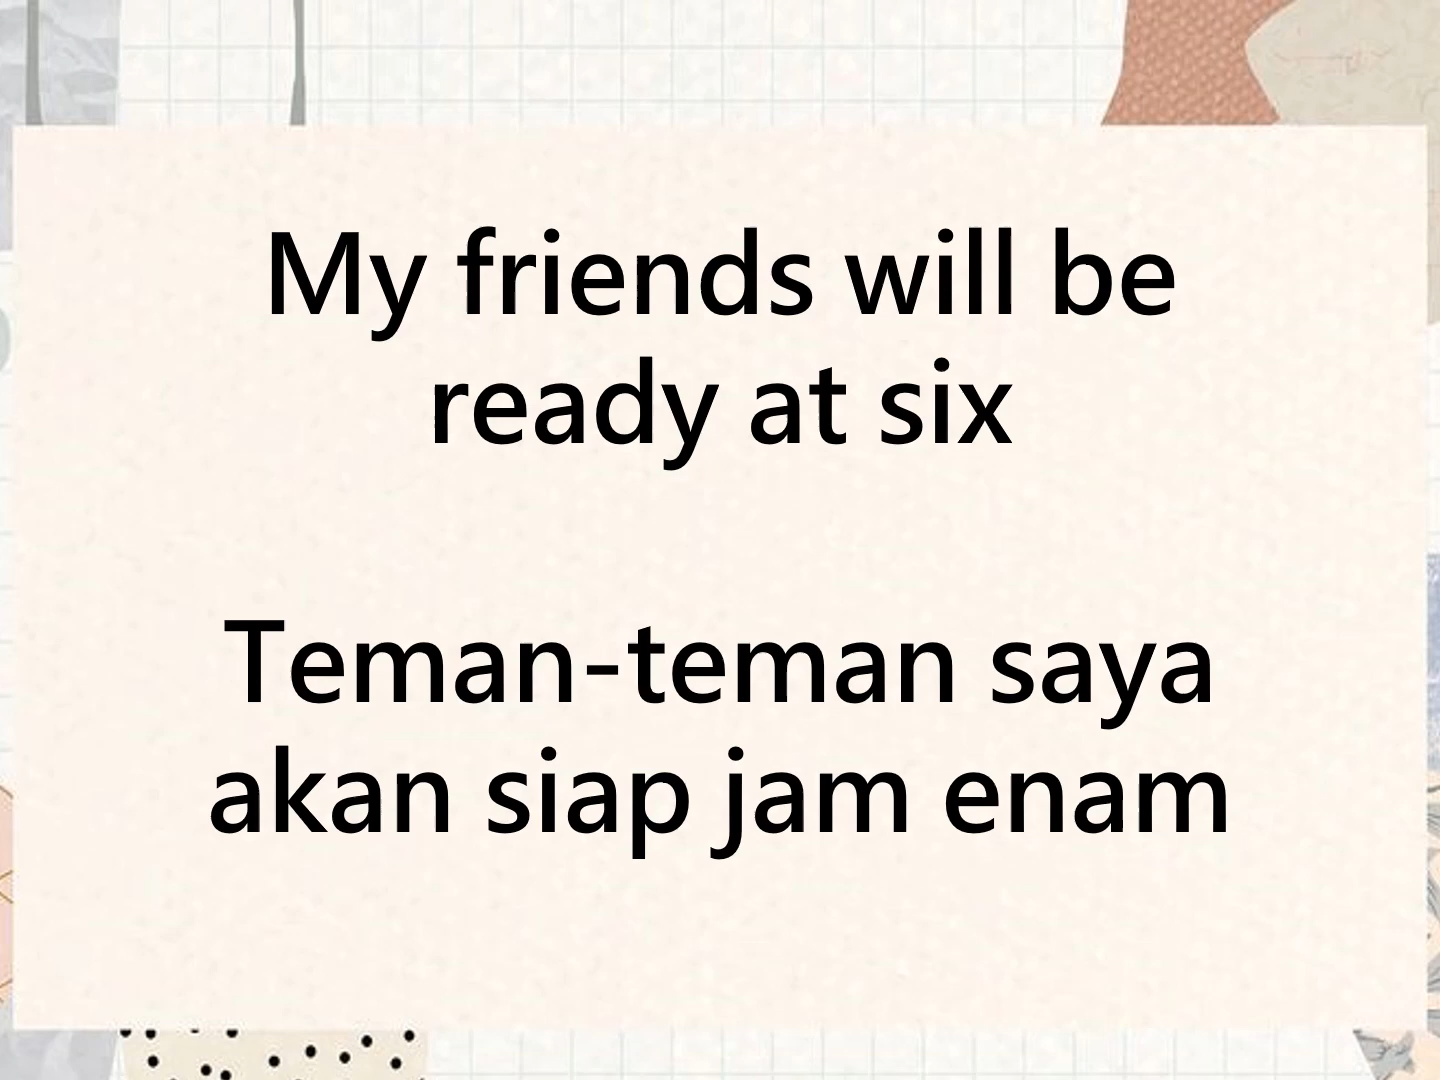 My friends will be
ready at six
Teman-teman saya
akan siap jam enam